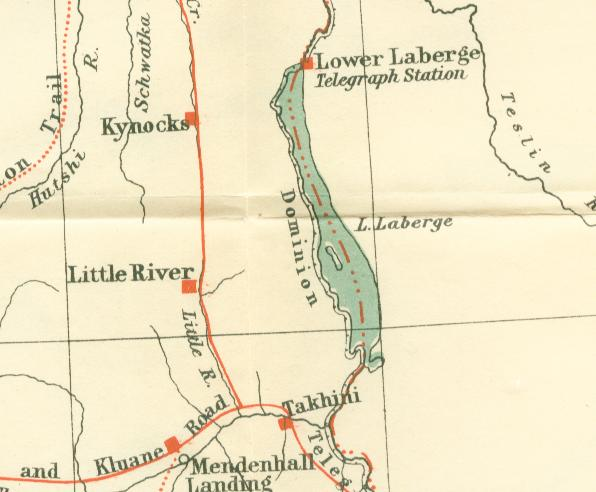 Cr.
Schwatka
R.
Lower Laberge
Telegraph Station
Trail
Kynocks
Teslin
Hutshi
Dominion
L. Laberge
Little River
Little R.
Road
Takhini
Kluane
and
Mendenhall
Landing
Teleg